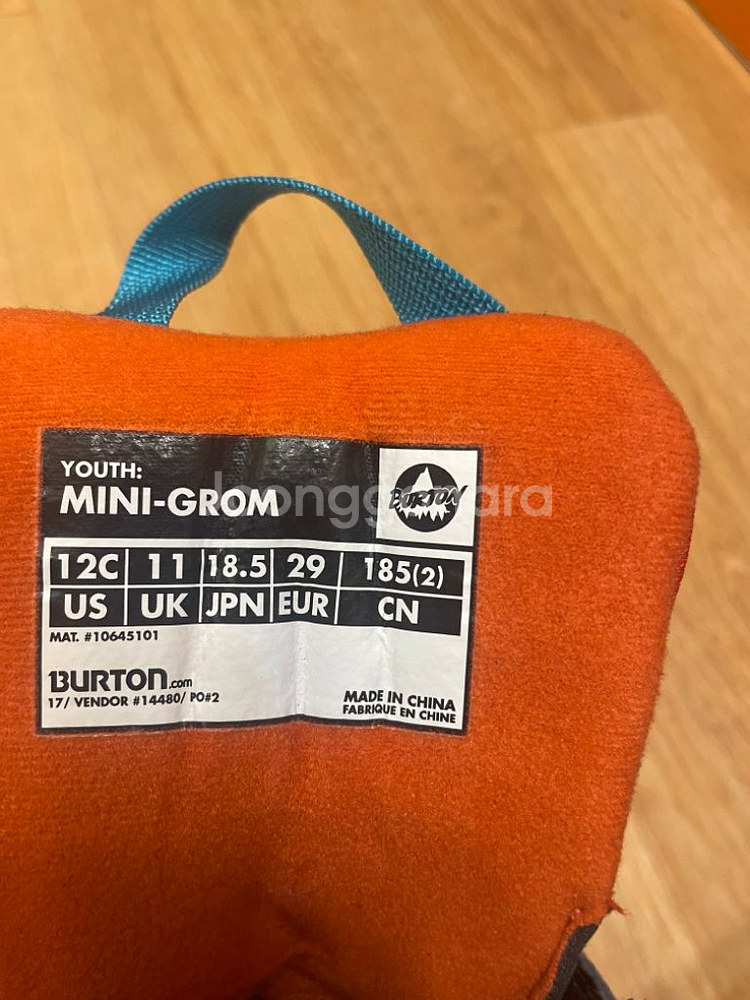 YOUTH:
MINI-GROM
BURTON
12C 11 18.5 29 185(2)
US UK JPN EUR CN
MAT. #10645101
BURTON.com
17/ VENDOR #14480/ PO#2
MADE IN CHINA
FABRIQUE EN CHINE